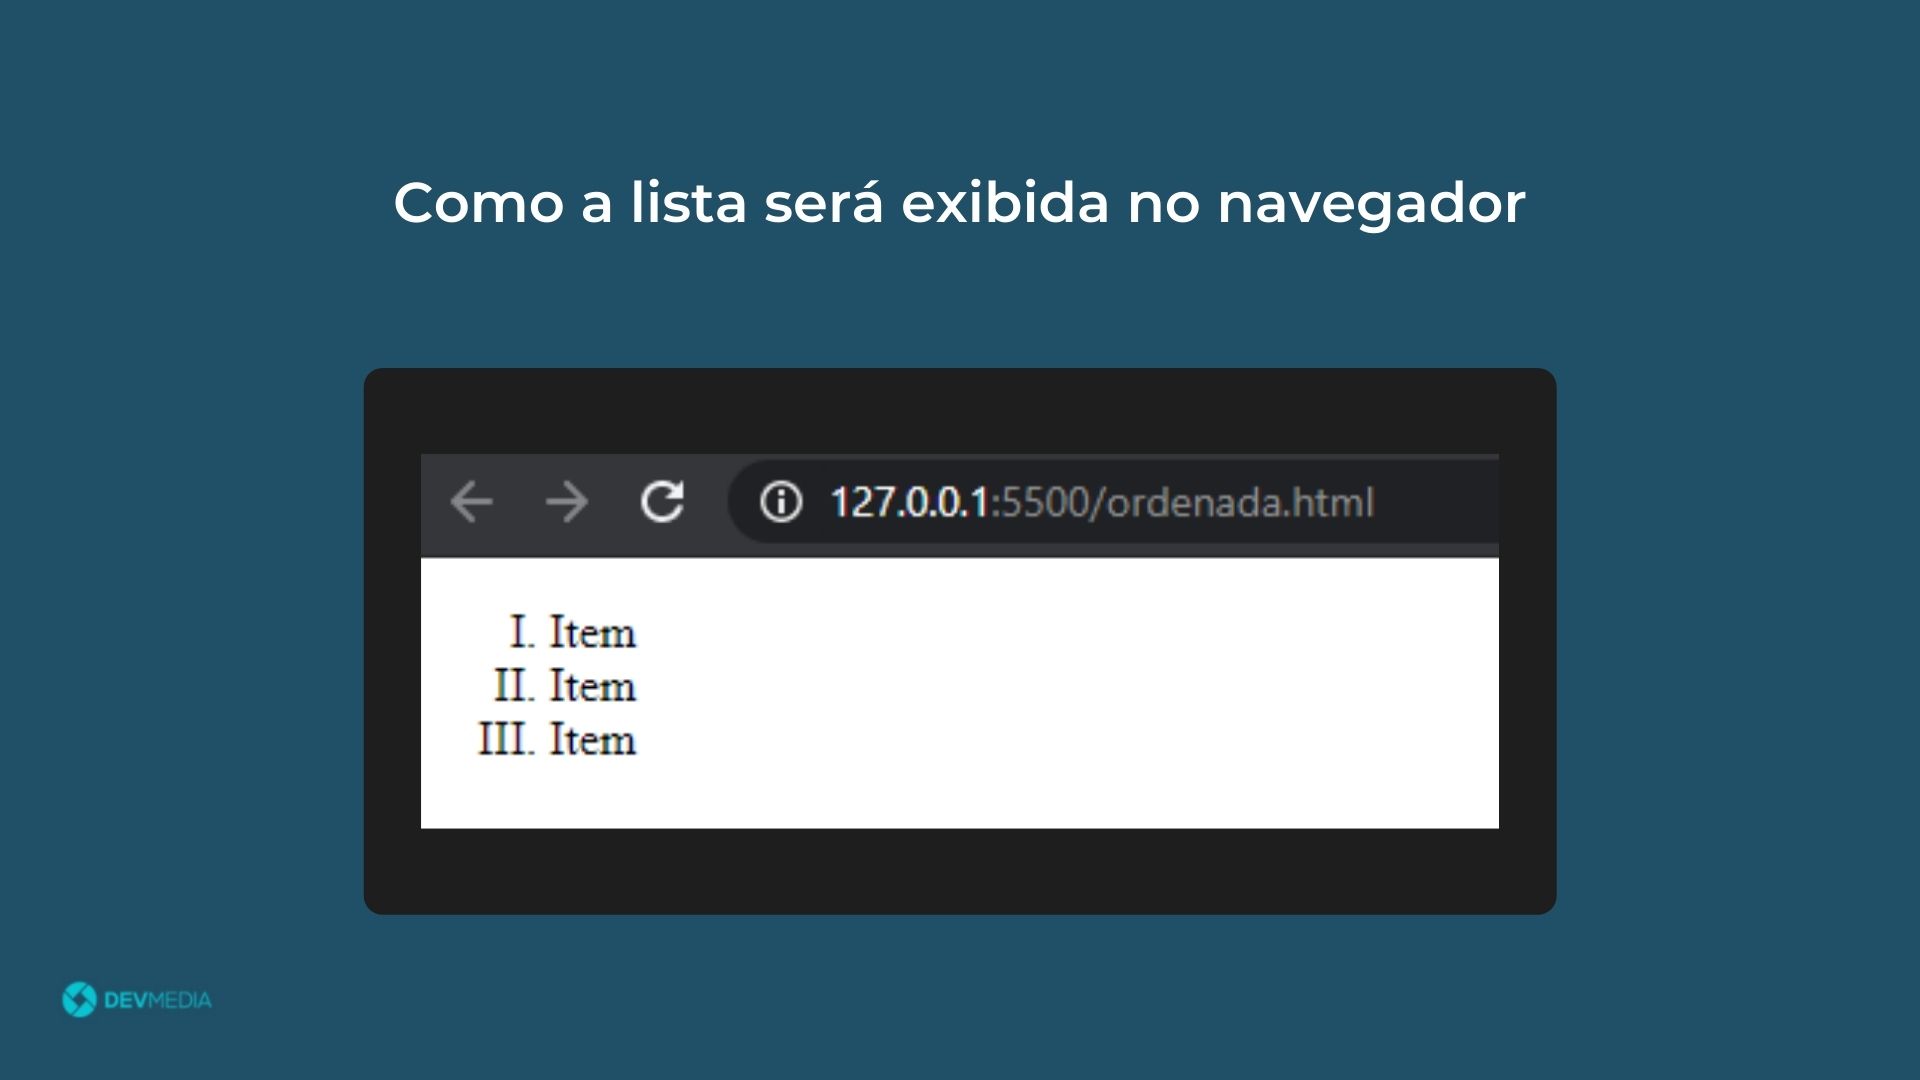 Como a lista será exibida no navegador
127.0.0.1:5500/ordenada.html
I. Item
II. Item
III. Item
DEVMEDIA